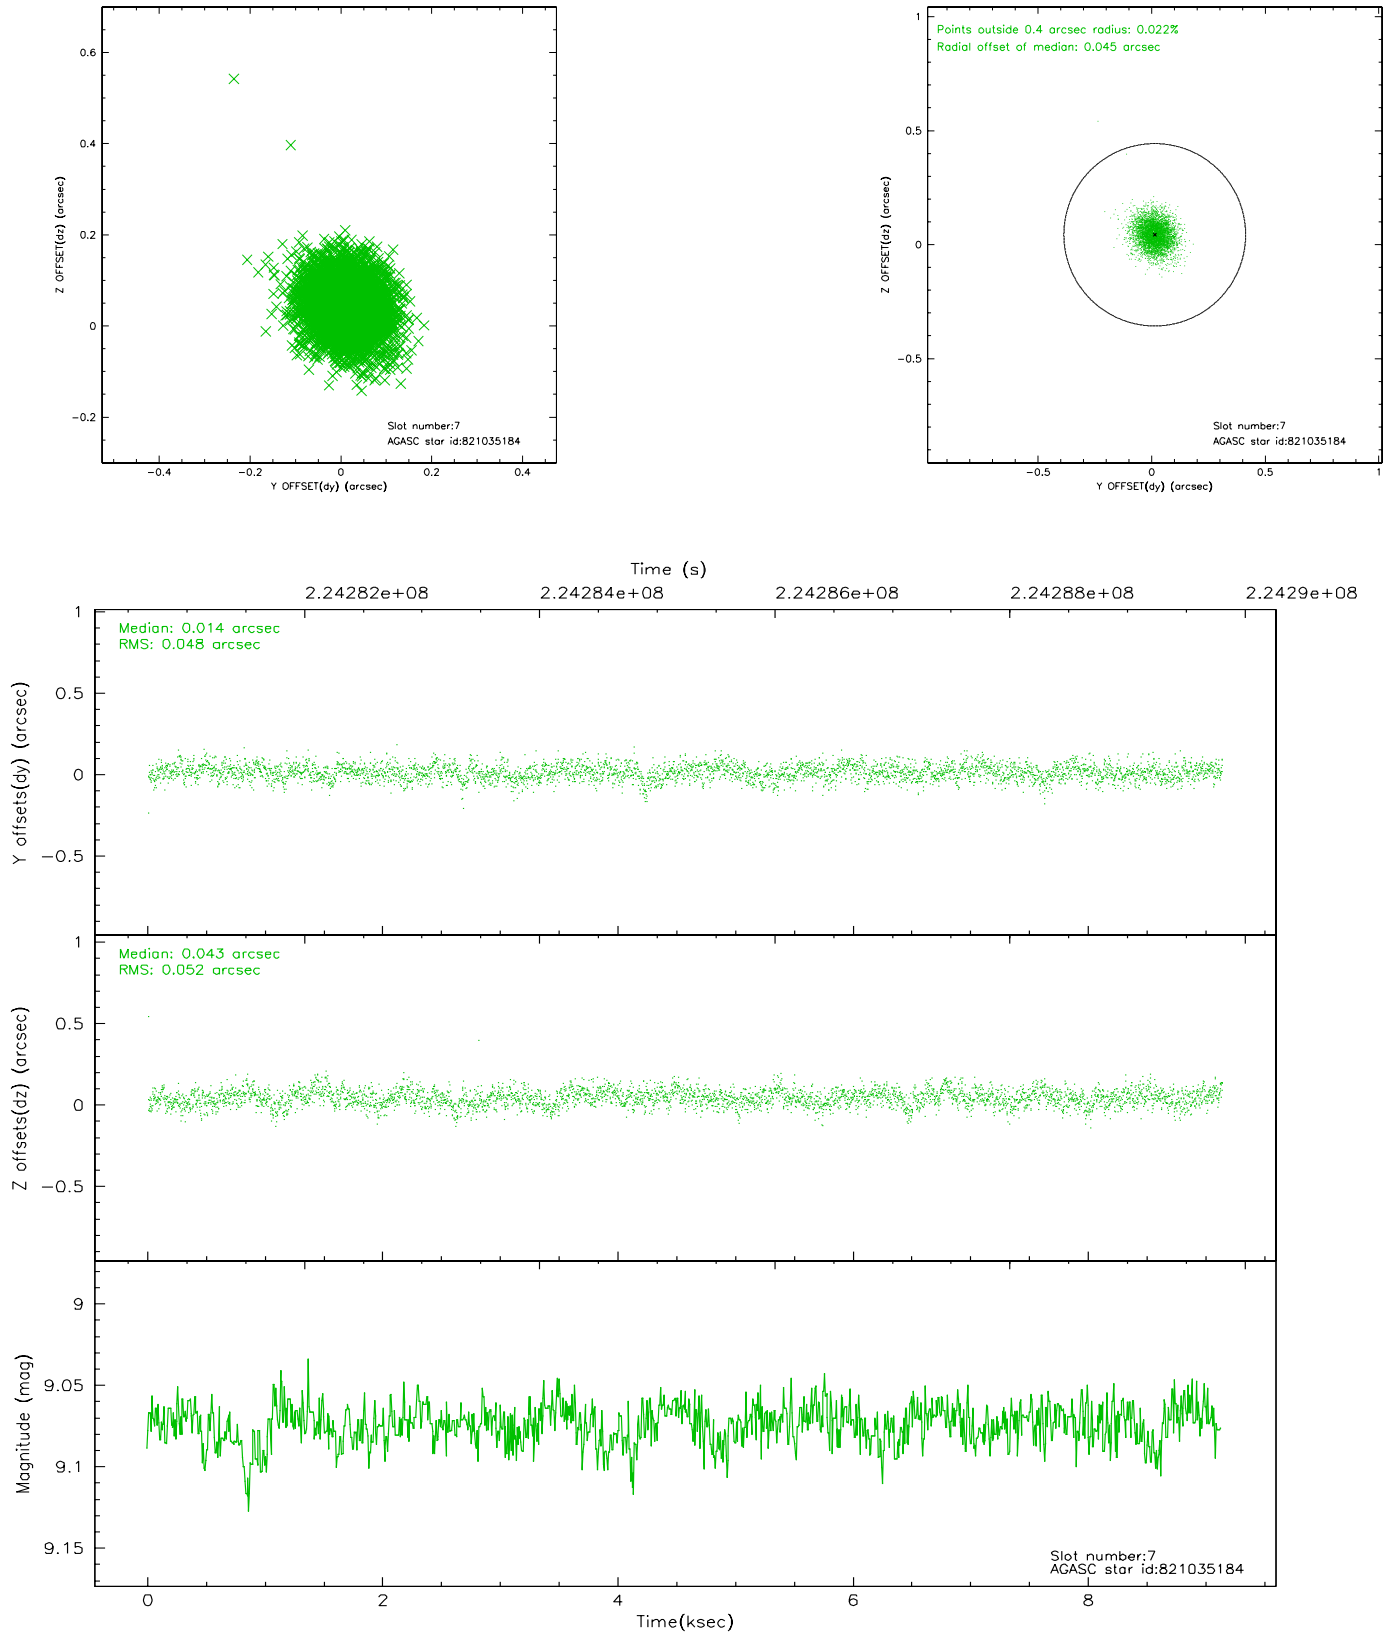 0.6
0.4
0.2
0
−0.2
Z OFFSET(dz) (arcsec)
Slot number:7
AGASC star id:821035184
−0.4 −0.2 0 0.2 0.4
Y OFFSET(dy) (arcsec)
Points outside 0.4 arcsec radius: 0.022%
Radial offset of median: 0.045 arcsec
1
0.5
0
−0.5
Z OFFSET(dz) (arcsec)
Slot number:7
AGASC star id:821035184
−0.5 0 0.5 1
Y OFFSET(dy) (arcsec)
Time (s)
2.24282e+08 2.24284e+08 2.24286e+08 2.24288e+08 2.2429e+08
Median: 0.014 arcsec
RMS: 0.048 arcsec
1
0.5
0
−0.5
Y offsets(dy) (arcsec)
Median: 0.043 arcsec
RMS: 0.052 arcsec
1
0.5
0
−0.5
Z offsets(dz) (arcsec)
9
9.05
9.1
9.15
Magnitude (mag)
Slot number:7
AGASC star id:821035184
0 2 4 6 8
Time(ksec)